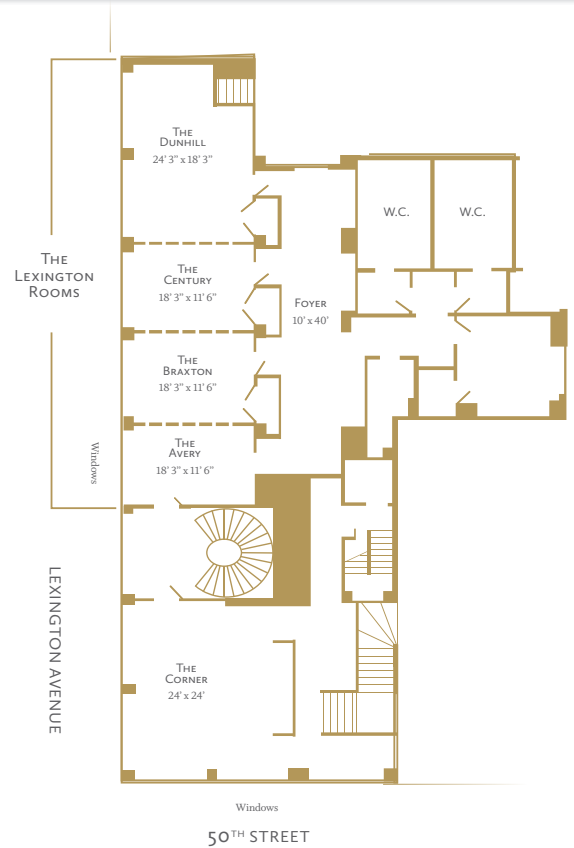 The
Dunhill
24' 3" x 18' 3"
W.C.
W.C.
The
Lexington
Rooms
The
Century
18' 3" x 11' 6"
Foyer
10' x 40'
The
Braxton
18' 3" x 11' 6"
The
Avery
18' 3" x 11' 6"
Windows
LEXINGTON AVENUE
The
Corner
24' x 24'
Windows
50TH STREET